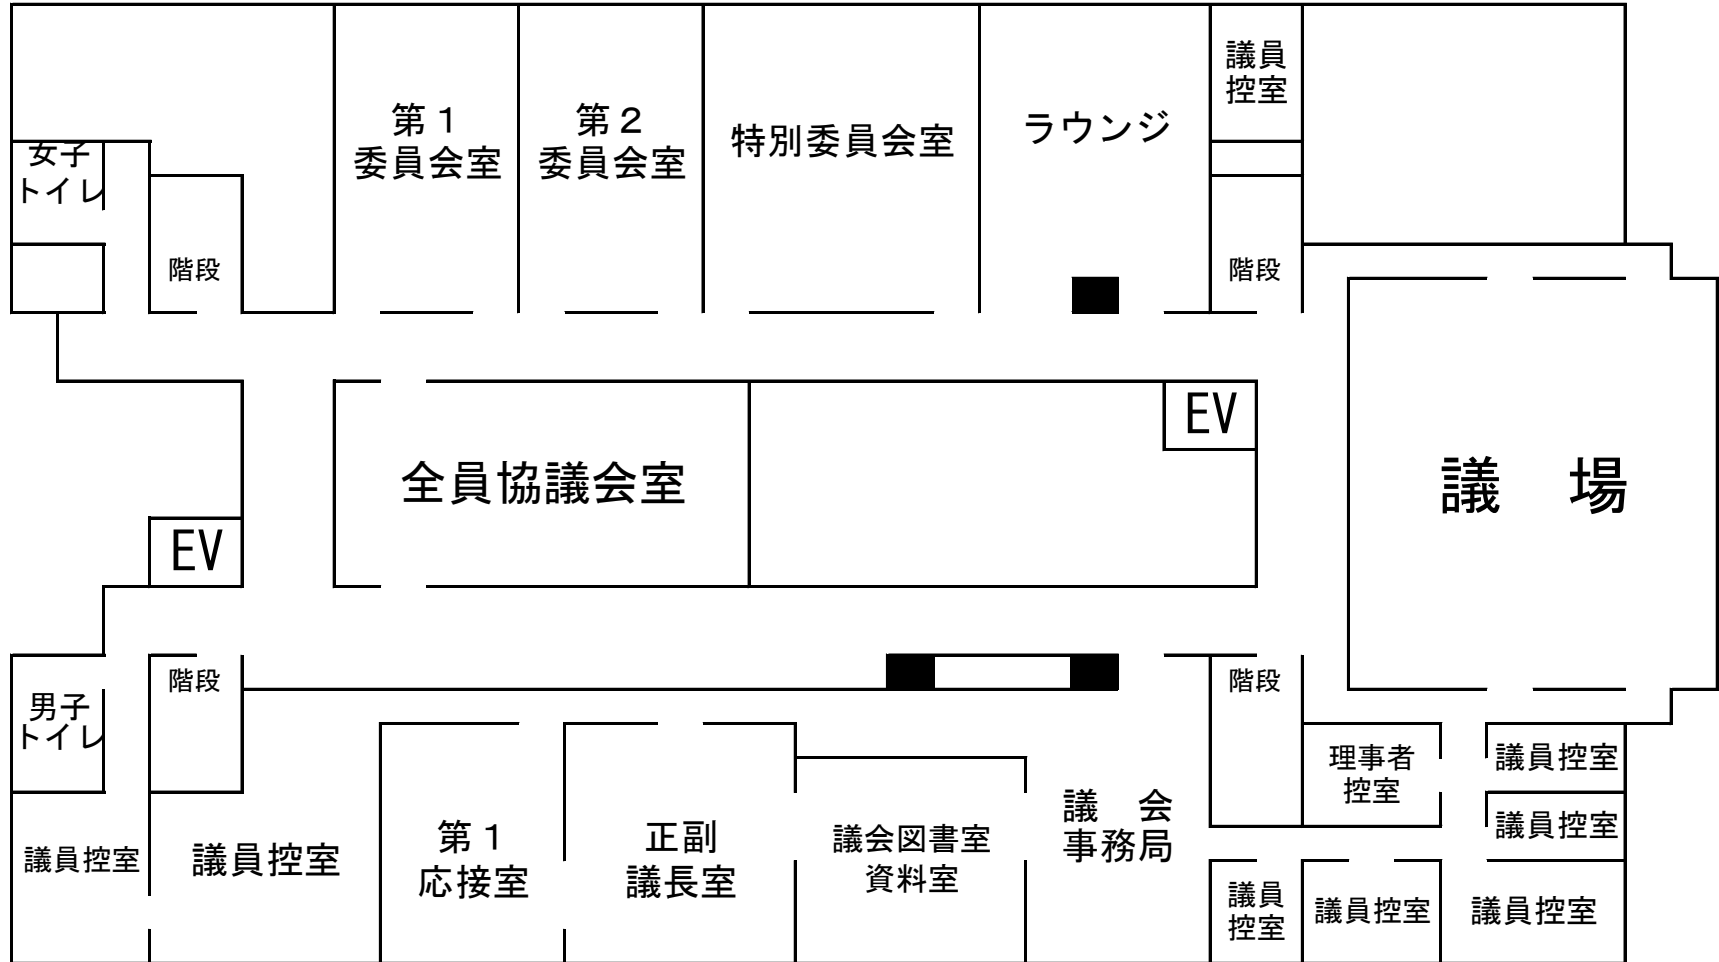 議員
控室
第１
委員会室
第２
委員会室
特別委員会室
ラウンジ
女子
トイレ
階段
階段
EV
全員協議会室
議　場
EV
階段
階段
男子
トイレ
理事者
控室
議員控室
議員控室
議員控室
議員控室
第１
応接室
正副
議長室
議会図書室
資料室
議　会
事務局
議員
控室
議員控室
議員控室